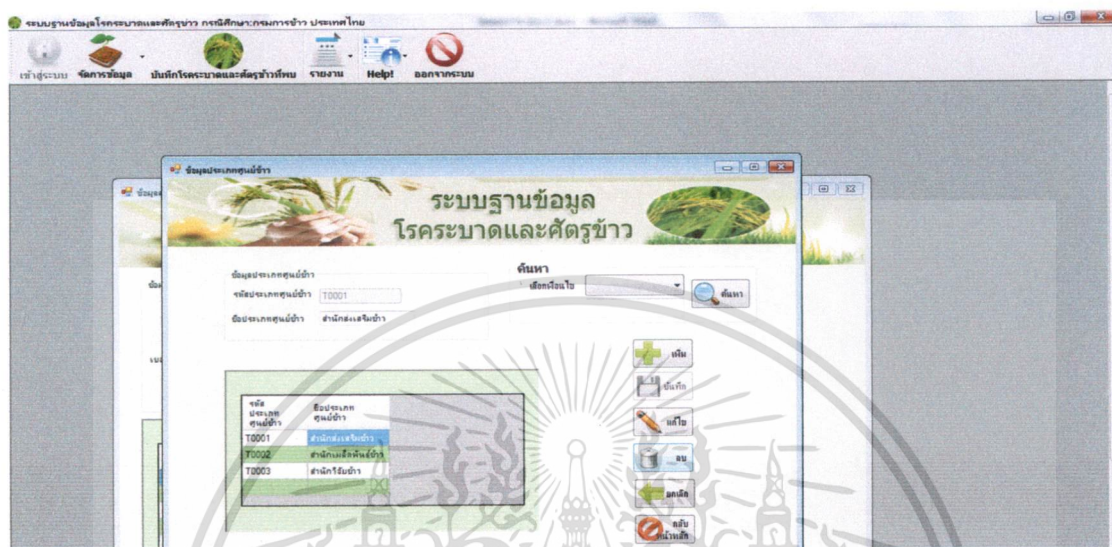 ระบบฐานข้อมูลโรคระบาดและศัตรูข้าว กรณีศึกษา:กรมการข้าว ประเทศไทย
เข้าสู่ระบบ จัดการข้อมูล บันทึกโรคระบาดและศัตรูข้าวที่พบ รายงาน Help! ออกจากระบบ
ข้อมูลประเภทศูนย์ข้าว
ระบบฐานข้อมูล
โรคระบาดและศัตรูข้าว
ข้อมูลประเภทศูนย์ข้าว
รหัสประเภทศูนย์ข้าว T0001
ชื่อประเภทศูนย์ข้าว สำนักส่งเสริมข้าว
ค้นหา
เลือกเงื่อนไข
ค้นหา
เพิ่ม
บันทึก
แก้ไข
ลบ
ยกเลิก
กลับ
หน้าหลัก
รหัส
ประเภท
ศูนย์ข้าว
ชื่อประเภท
ศูนย์ข้าว
T0001 สำนักส่งเสริมข้าว
T0002 สำนักเมล็ดพันธุ์ข้าว
T0003 สำนักวิจัยข้าว